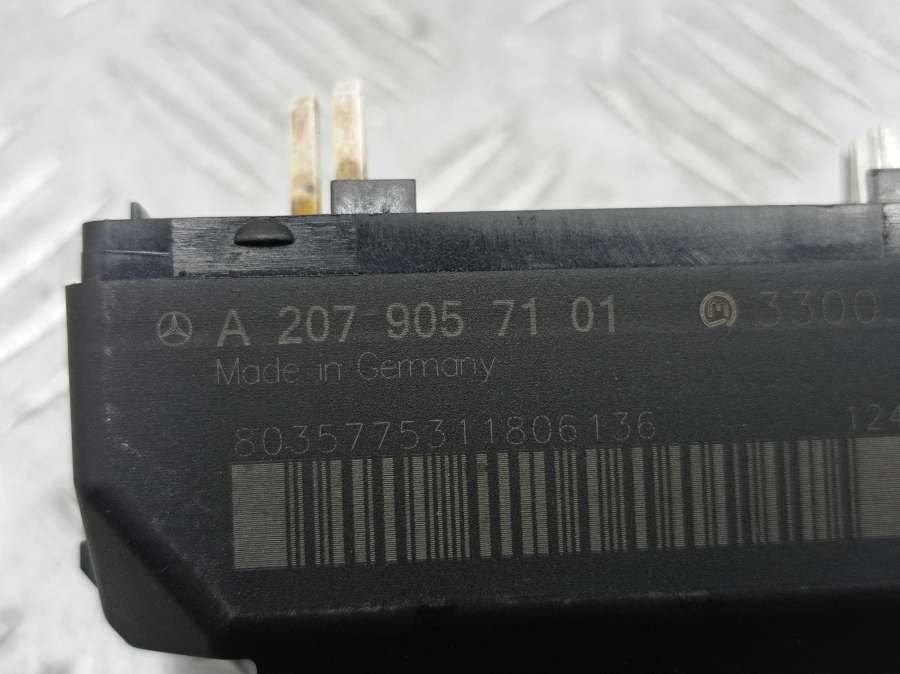 A 207 905 71 01 3300.
Made in Germany
8035775311806136 124